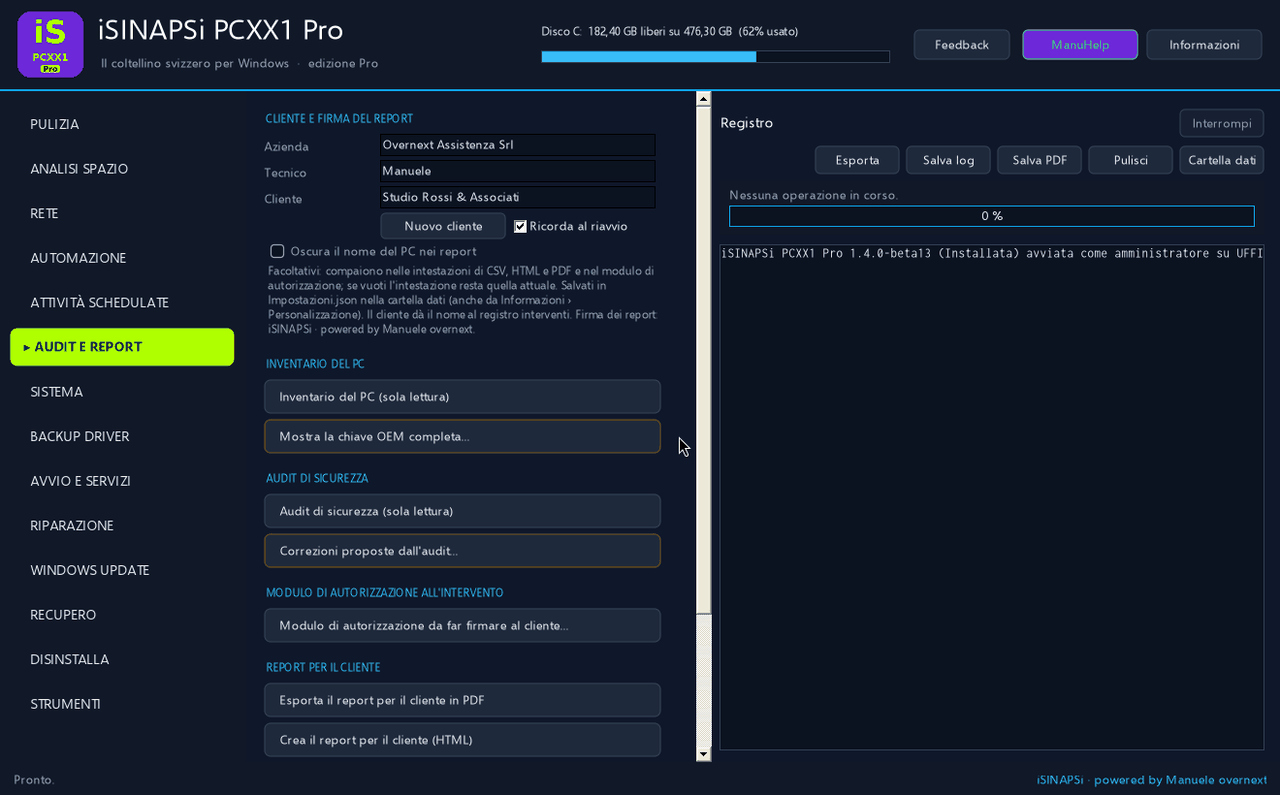 iS
PCXX1
Pro
iSINAPSi PCXX1 Pro
Il coltellino svizzero per Windows · edizione Pro
Disco C: 182,40 GB liberi su 476,30 GB (62% usato)
Feedback
ManuHelp
Informazioni
PULIZIA
ANALISI SPAZIO
RETE
AUTOMAZIONE
ATTIVITÀ SCHEDULATE
▸ AUDIT E REPORT
SISTEMA
BACKUP DRIVER
AVVIO E SERVIZI
RIPARAZIONE
WINDOWS UPDATE
RECUPERO
DISINSTALLA
STRUMENTI
CLIENTE E FIRMA DEL REPORT
Azienda Overnext Assistenza Srl
Tecnico Manuele
Cliente Studio Rossi & Associati
Nuovo cliente Ricorda al riavvio
Oscura il nome del PC nei report
Facoltativi: compaiono nelle intestazioni di CSV, HTML e PDF e nel modulo di
autorizzazione; se vuoti l'intestazione resta quella attuale. Salvati in
Impostazioni.json nella cartella dati (anche da Informazioni ›
Personalizzazione). Il cliente dà il nome al registro interventi. Firma dei report:
iSINAPSi · powered by Manuele overnext.
INVENTARIO DEL PC
Inventario del PC (sola lettura)
Mostra la chiave OEM completa...
AUDIT DI SICUREZZA
Audit di sicurezza (sola lettura)
Correzioni proposte dall'audit...
MODULO DI AUTORIZZAZIONE ALL'INTERVENTO
Modulo di autorizzazione da far firmare al cliente...
REPORT PER IL CLIENTE
Esporta il report per il cliente in PDF
Crea il report per il cliente (HTML)
Registro
Interrompi
Esporta
Salva log
Salva PDF
Pulisci
Cartella dati
Nessuna operazione in corso.
0 %
iSINAPSi PCXX1 Pro 1.4.0-beta13 (Installata) avviata come amministratore su UFFI
Pronto.
iSINAPSi · powered by Manuele overnext